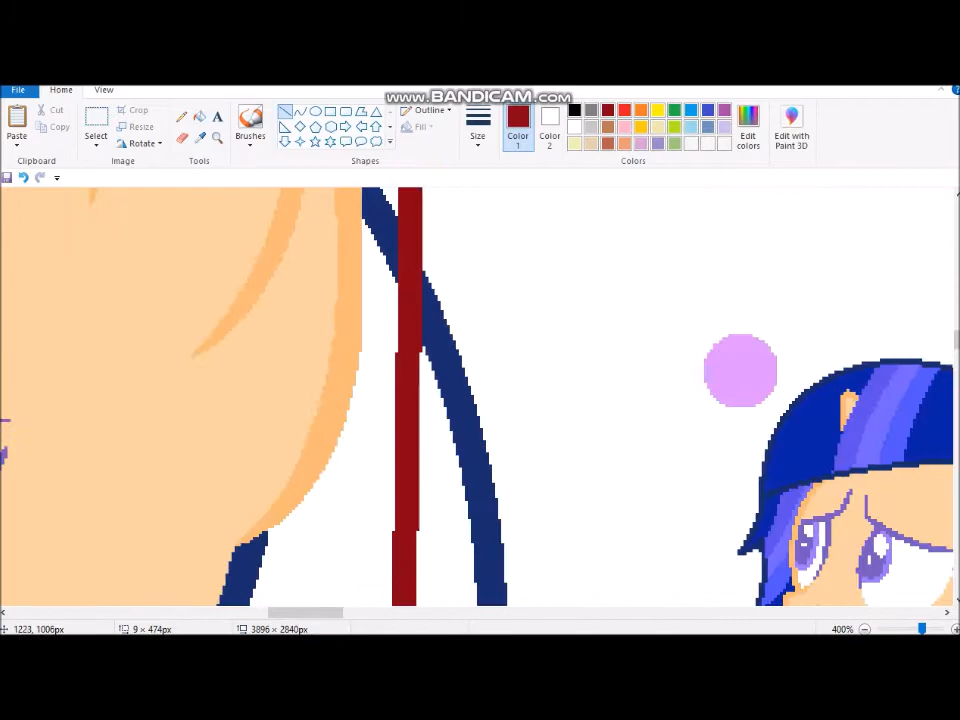 www.BANDICAM.com
File Home View
Paste
Cut
Copy
Clipboard
Select
Crop
Resize
Rotate
Image
Tools
Brushes
Shapes
Outline
Fill
Size
Color 1
Color 2
Colors
Edit colors
Edit with Paint 3D
1223, 1006px
9 × 474px
3896 × 2840px
400%